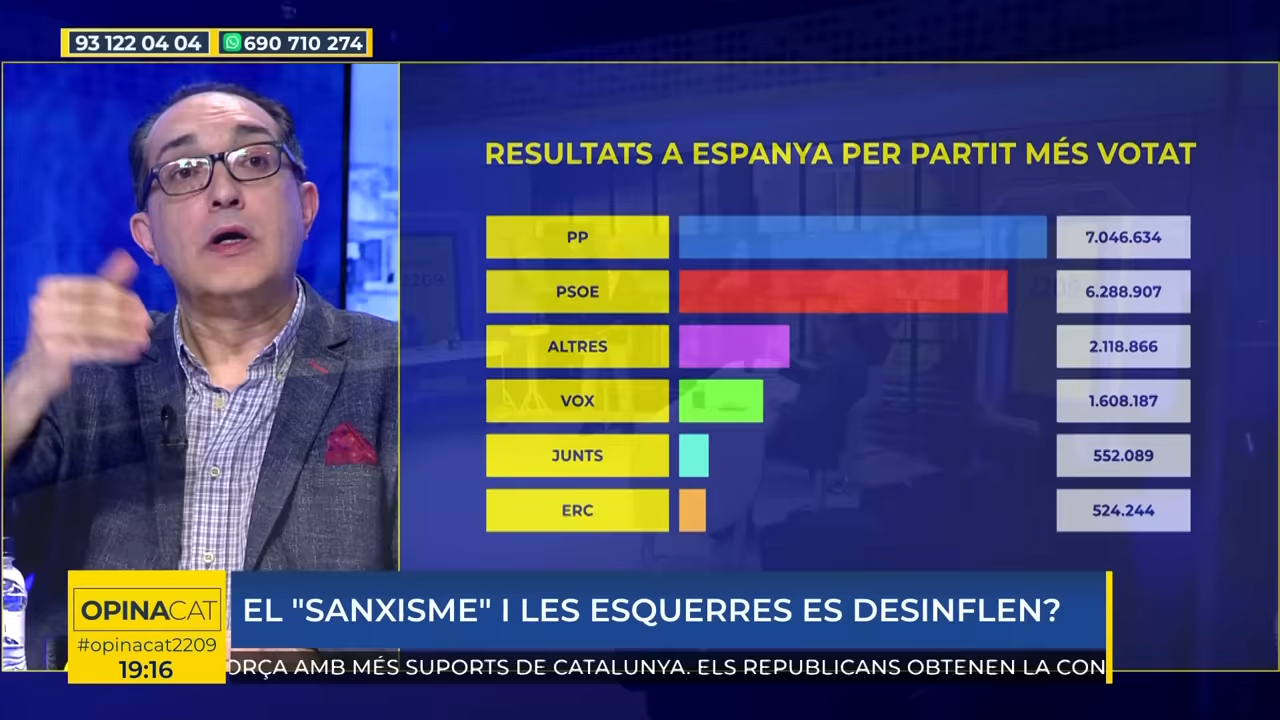 93 122 04 04
690 710 274
RESULTATS A ESPANYA PER PARTIT MÉS VOTAT
PP 7.046.634
PSOE 6.288.907
ALTRES 2.118.866
VOX 1.608.187
JUNTS 552.089
ERC 524.244
OPINACAT
#opinacat2209
19:16
EL "SANXISME" I LES ESQUERRES ES DESINFLEN?
ORÇA AMB MÉS SUPORTS DE CATALUNYA. ELS REPUBLICANS OBTENEN LA CON